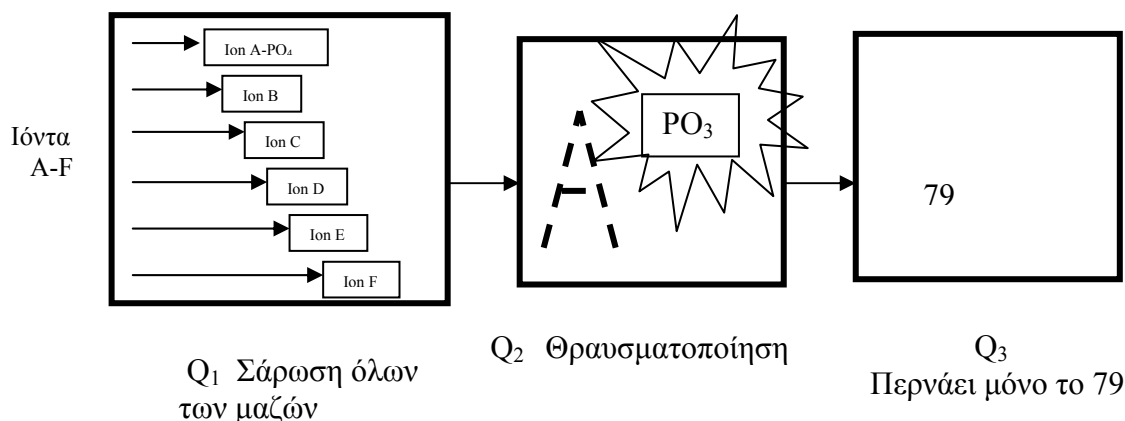 Ion A-PO₄
Ion B
Ion C
Ion D
Ion E
Ion F
Ιόντα
A-F
A
PO₃
79
Q₁ Σάρωση όλων
των μαζών
Q₂ Θραυσματοποίηση
Q₃
Περνάει μόνο το 79